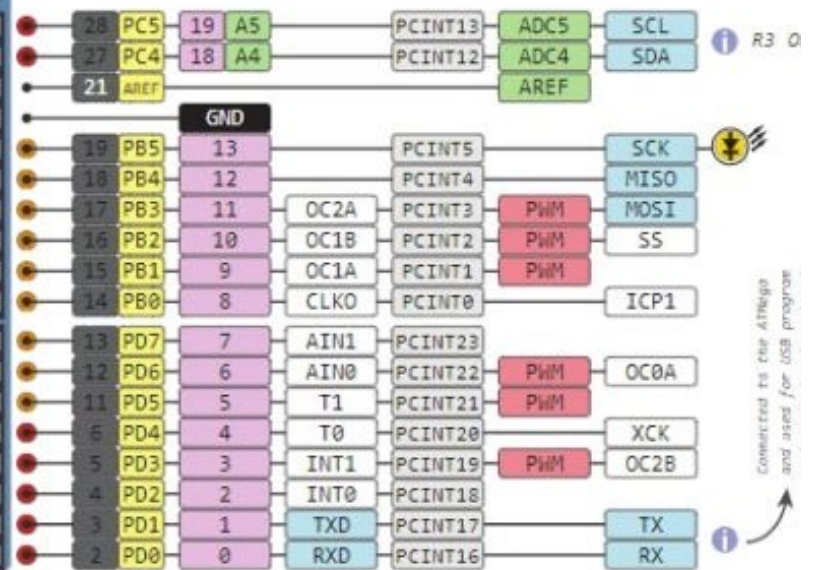 28 PC5 19 A5 PCINT13 ADC5 SCL
R3 O
27 PC4 18 A4 PCINT12 ADC4 SDA
21 AREF AREF
GND
19 PB5 13 PCINT5 SCK
18 PB4 12 PCINT4 MISO
17 PB3 11 OC2A PCINT3 PWM MOSI
16 PB2 10 OC1B PCINT2 PWM SS
15 PB1 9 OC1A PCINT1 PWM
14 PB0 8 CLKO PCINT0 ICP1
13 PD7 7 AIN1 PCINT23
12 PD6 6 AIN0 PCINT22 PWM OC0A
11 PD5 5 T1 PCINT21 PWM
6 PD4 4 T0 PCINT20 XCK
5 PD3 3 INT1 PCINT19 PWM OC2B
4 PD2 2 INT0 PCINT18
3 PD1 1 TXD PCINT17 TX
2 PD0 0 RXD PCINT16 RX
Connected to the ATMega
and used for USB program